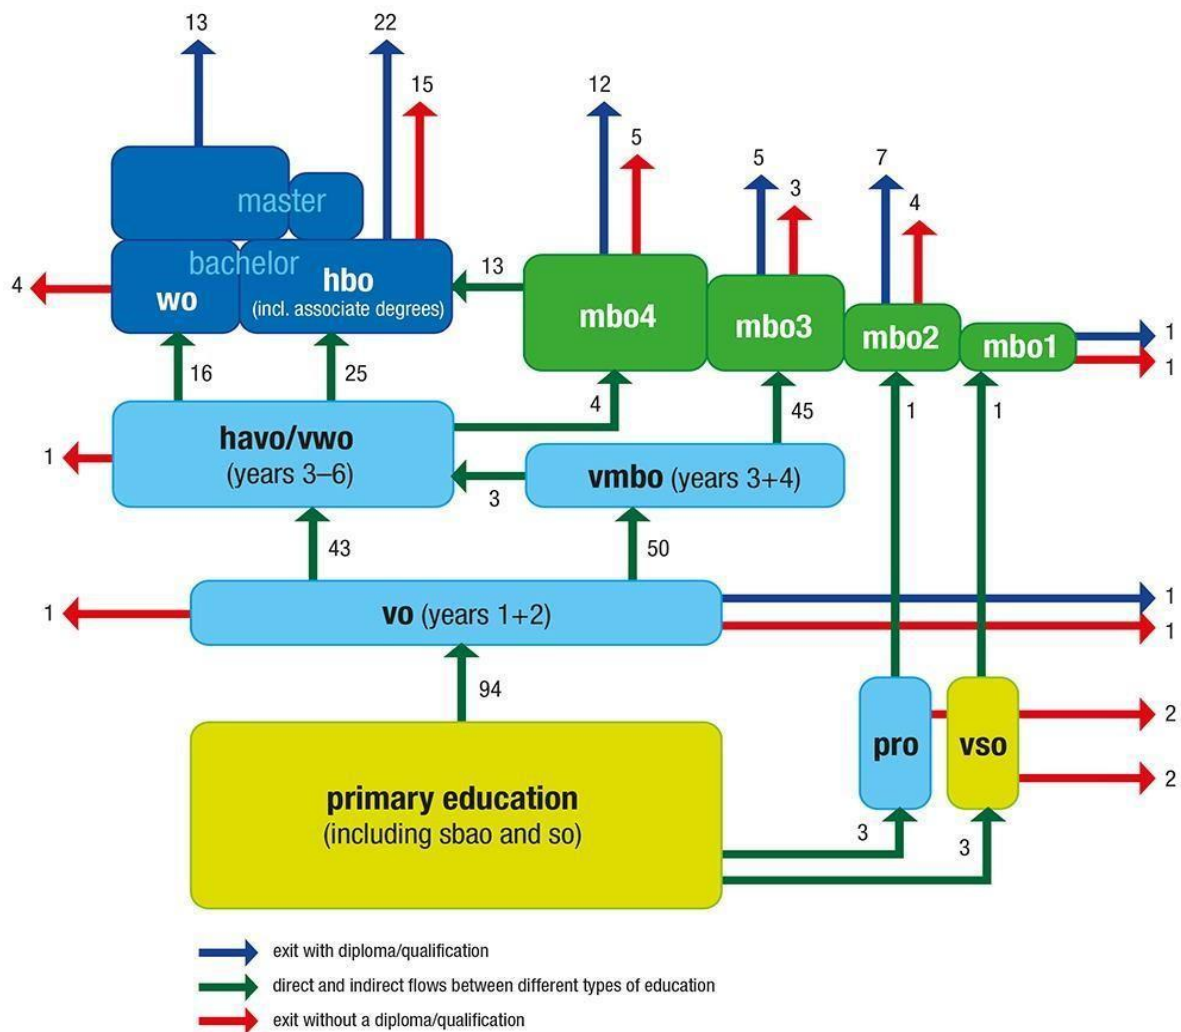 13
22
15
12
5
5
3
7
4
master
bachelor
wo
hbo
(incl. associate degrees)
4
13
mbo4
mbo3
mbo2
mbo1
1
1
16
25
4
45
1
1
havo/vwo
(years 3–6)
1
3
vmbo (years 3+4)
43
50
vo (years 1+2)
1
1
1
94
pro
vso
2
2
primary education
(including sbao and so)
3
3
exit with diploma/qualification
direct and indirect flows between different types of education
exit without a diploma/qualification